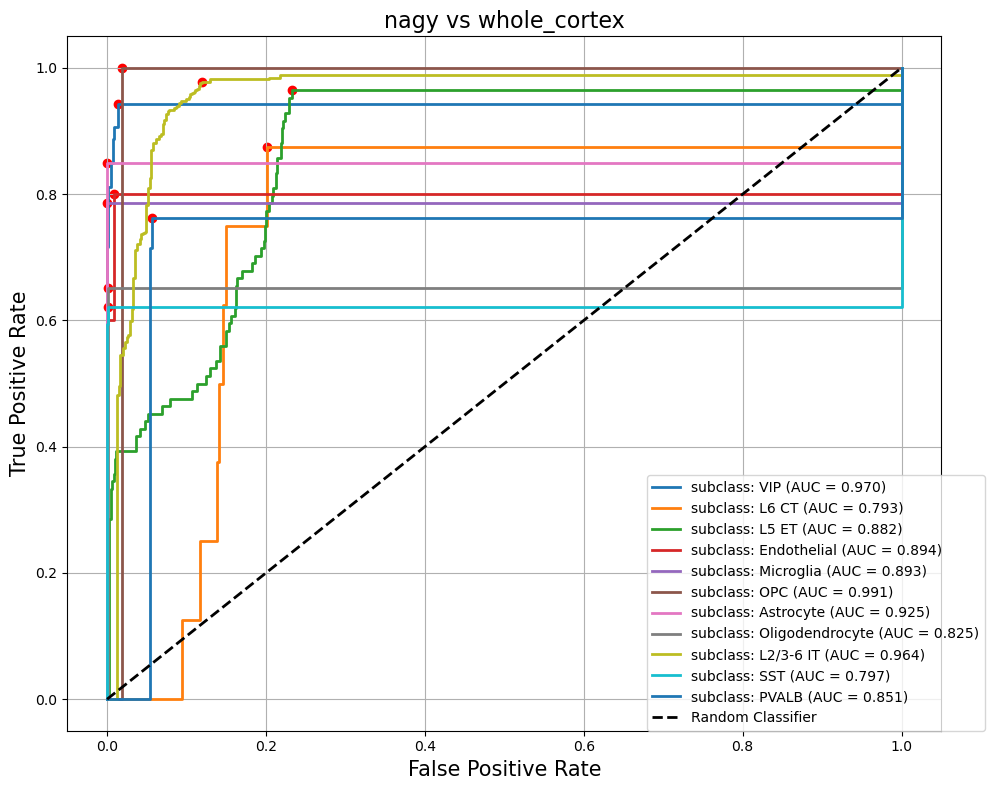 nagy vs whole_cortex
True Positive Rate
1.0
0.8
0.6
0.4
0.2
0.0
subclass: VIP (AUC = 0.970)
subclass: L6 CT (AUC = 0.793)
subclass: L5 ET (AUC = 0.882)
subclass: Endothelial (AUC = 0.894)
subclass: Microglia (AUC = 0.893)
subclass: OPC (AUC = 0.991)
subclass: Astrocyte (AUC = 0.925)
subclass: Oligodendrocyte (AUC = 0.825)
subclass: L2/3-6 IT (AUC = 0.964)
subclass: SST (AUC = 0.797)
subclass: PVALB (AUC = 0.851)
Random Classifier
0.0 0.2 0.4 0.6 0.8 1.0
False Positive Rate